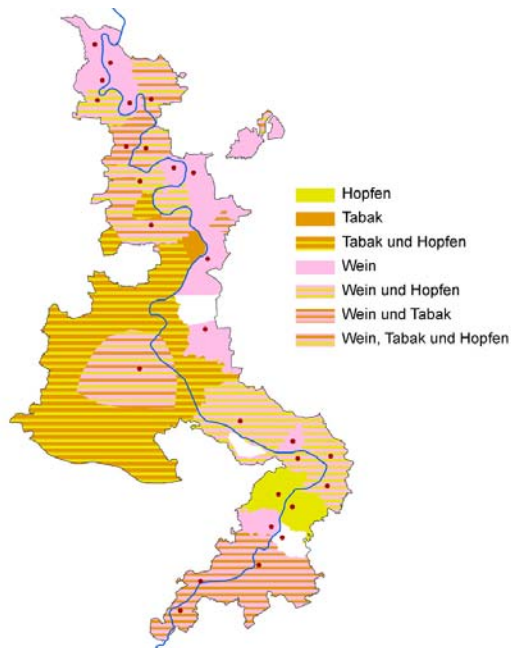 Hopfen
Tabak
Tabak und Hopfen
Wein
Wein und Hopfen
Wein und Tabak
Wein, Tabak und Hopfen